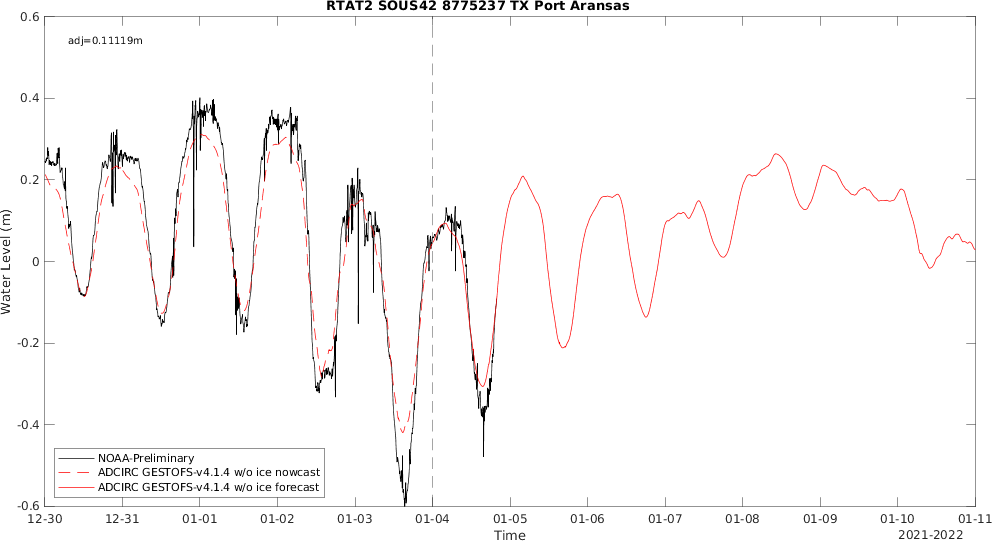 RTAT2 SOUS42 8775237 TX Port Aransas
0.6
adj=0.11119m
0.4
0.2
0
-0.2
-0.4
-0.6
Water Level (m)
NOAA-Preliminary
ADCIRC GESTOFS-v4.1.4 w/o ice nowcast
ADCIRC GESTOFS-v4.1.4 w/o ice forecast
12-30 12-31 01-01 01-02 01-03 01-04 01-05 01-06 01-07 01-08 01-09 01-10 01-11
Time
2021-2022